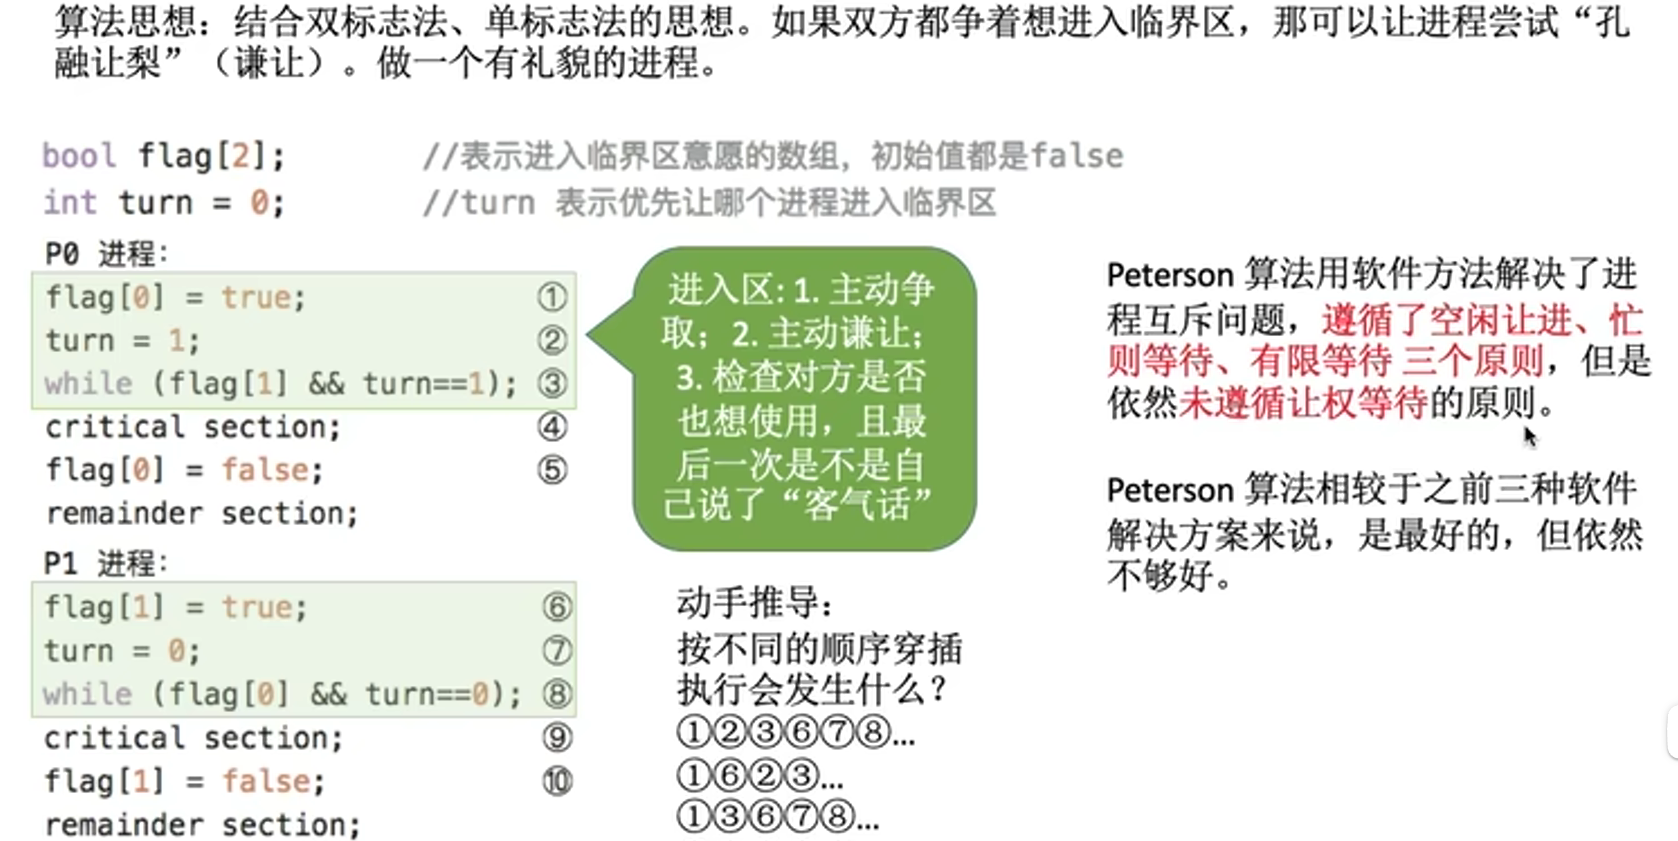 算法思想：结合双标志法、单标志法的思想。如果双方都争着想进入临界区，那可以让进程尝试“孔
融让梨”（谦让）。做一个有礼貌的进程。
bool flag[2]; //表示进入临界区意愿的数组，初始值都是false
int turn = 0; //turn 表示优先让哪个进程进入临界区
P0 进程：
flag[0] = true; ①
turn = 1; ②
while (flag[1] && turn==1); ③
critical section; ④
flag[0] = false; ⑤
remainder section;
P1 进程：
flag[1] = true; ⑥
turn = 0; ⑦
while (flag[0] && turn==0); ⑧
critical section; ⑨
flag[1] = false; ⑩
remainder section;
进入区: 1. 主动争
取；2. 主动谦让；
3. 检查对方是否
也想使用，且最
后一次是不是自
己说了“客气话”
动手推导：
按不同的顺序穿插
执行会发生什么？
①②③⑥⑦⑧...
①⑥②③...
①③⑥⑦⑧...
Peterson 算法用软件方法解决了进
程互斥问题，遵循了空闲让进、忙
则等待、有限等待 三个原则，但是
依然未遵循让权等待的原则。
Peterson 算法相较于之前三种软件
解决方案来说，是最好的，但依然
不够好。